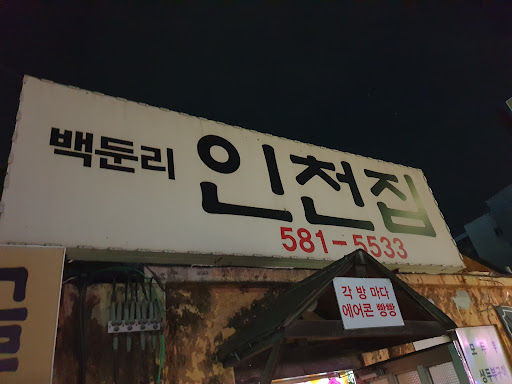 백둔리 인천집
581-5533
각 방 마다
에어콘 빵빵